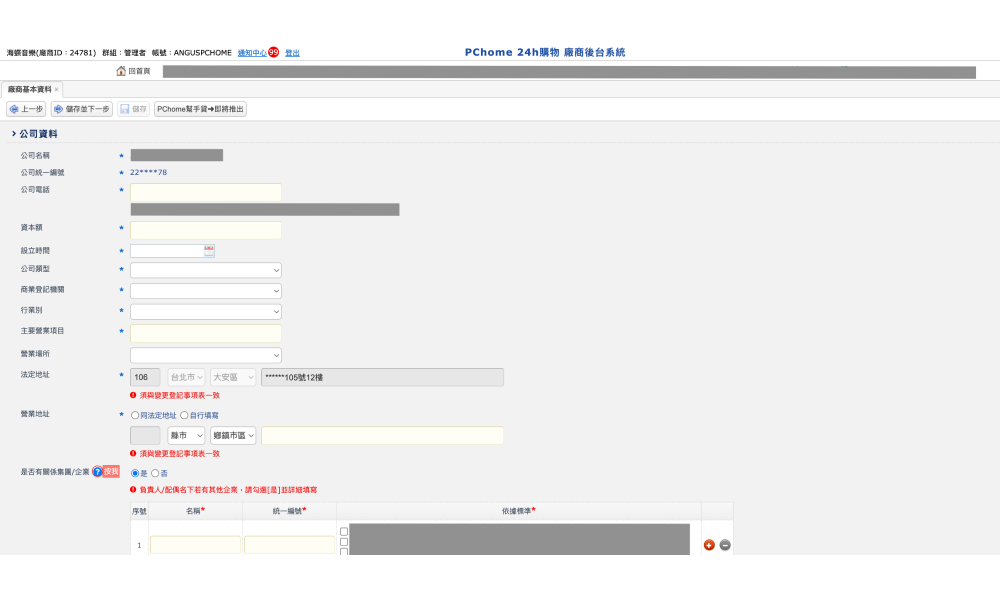 海蝶音樂(廠商ID：24781) 群組：管理者 帳號：ANGUSPCHOME 通知中心 99 登出 PChome 24h購物 廠商後台系統
回首頁
廠商基本資料 ×
上一步 儲存並下一步 儲存 PChome幫手貸➔即將推出
公司資料
公司名稱 ★
公司統一編號 ★ 22****78
公司電話 ★
資本額 ★
設立時間 ★
公司類型 ★
商業登記機關 ★
行業別 ★
主要營業項目 ★
營業場所
法定地址 ★ 106 台北市 大安區 ******105號12樓
須與變更登記事項表一致
營業地址 ★ 同法定地址 自行填寫
縣市 鄉鎮市區
須與變更登記事項表一致
是否有關係集團/企業 ? 按我 是 否
負責人/配偶名下若有其他企業，請勾選[是]並詳細填寫
序號 名稱* 統一編號* 依據標準*
1